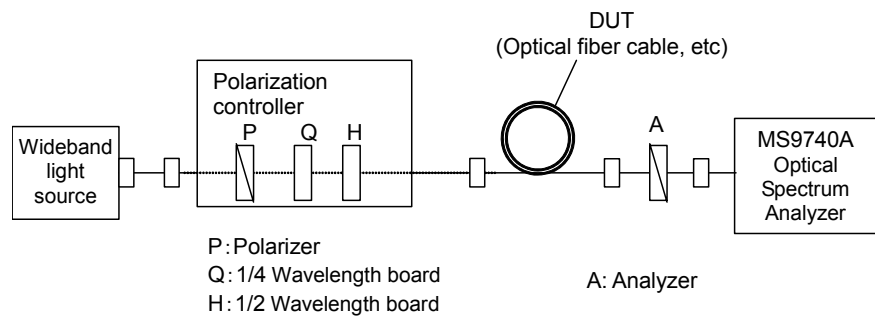 DUT
(Optical fiber cable, etc)
Polarization
controller
P
Q
H
A
Wideband
light
source
MS9740A
Optical
Spectrum
Analyzer
P:Polarizer
Q:1/4 Wavelength board
H:1/2 Wavelength board
A: Analyzer